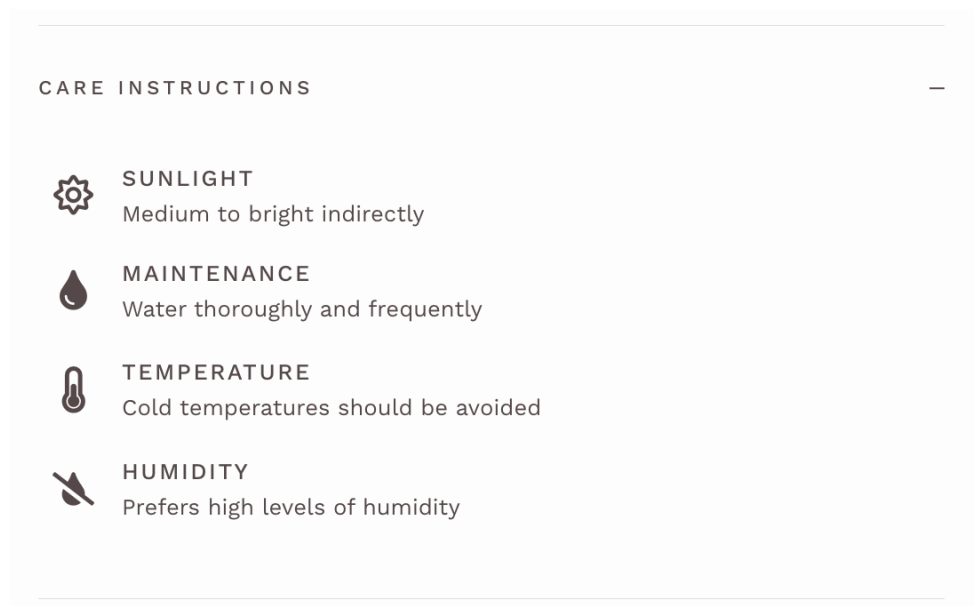 CARE INSTRUCTIONS
SUNLIGHT
Medium to bright indirectly
MAINTENANCE
Water thoroughly and frequently
TEMPERATURE
Cold temperatures should be avoided
HUMIDITY
Prefers high levels of humidity